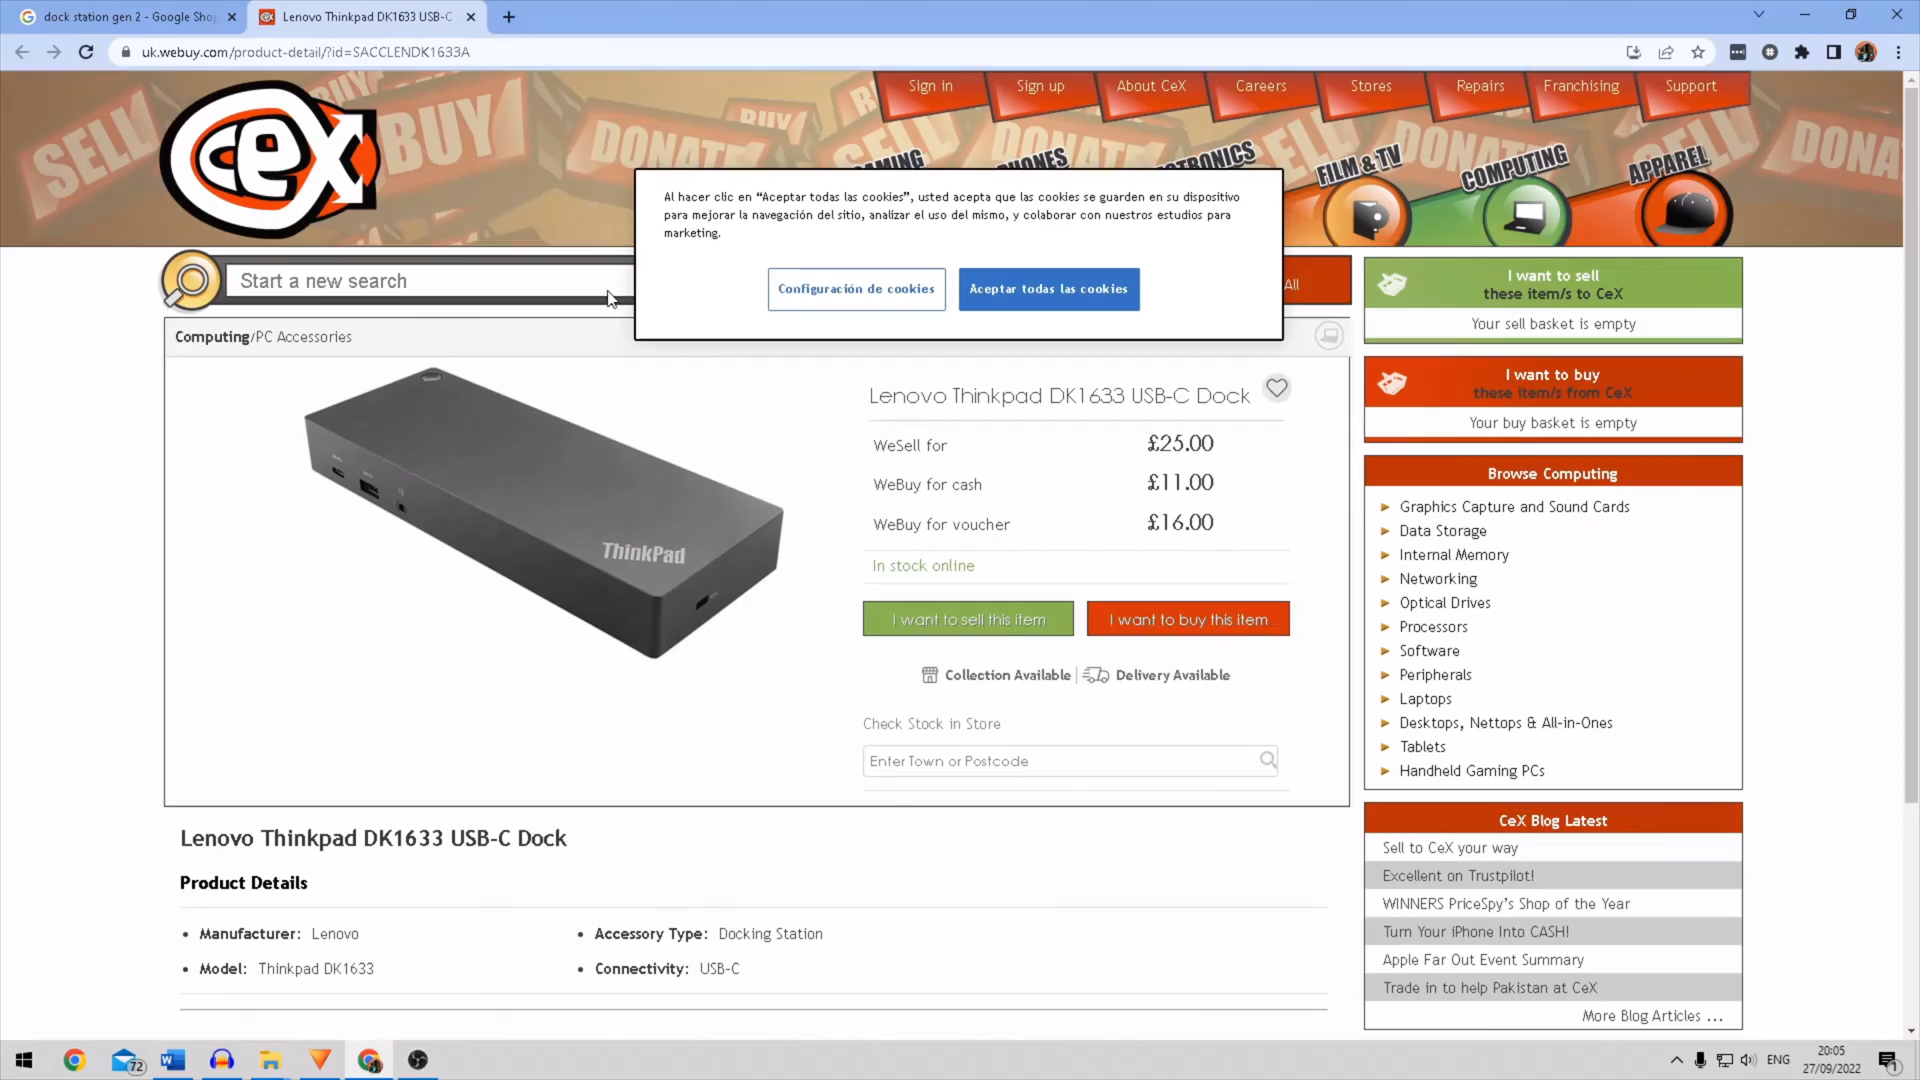 dock station gen 2 - Google Shop
Lenovo Thinkpad DK1633 USB-C
uk.webuy.com/product-detail/?id=SACCLENDK1633A
Sign in
Sign up
About CeX
Careers
Stores
Repairs
Franchising
Support
SELL
BUY
DONATE
BUY
SELL
DONATE
DONA
cex
FILM & TV
COMPUTING
APPAREL
Al hacer clic en “Aceptar todas las cookies”, usted acepta que las cookies se guarden en su dispositivo
para mejorar la navegación del sitio, analizar el uso del mismo, y colaborar con nuestros estudios para
marketing.
Configuración de cookies
Aceptar todas las cookies
Start a new search
All
Computing/PC Accessories
ThinkPad
Lenovo Thinkpad DK1633 USB-C Dock
WeSell for £25.00
WeBuy for cash £11.00
WeBuy for voucher £16.00
In stock online
I want to sell this item
I want to buy this item
Collection Available
Delivery Available
Check Stock in Store
Enter Town or Postcode
I want to sell
these item/s to CeX
Your sell basket is empty
I want to buy
these item/s from CeX
Your buy basket is empty
Browse Computing
Graphics Capture and Sound Cards
Data Storage
Internal Memory
Networking
Optical Drives
Processors
Software
Peripherals
Laptops
Desktops, Nettops & All-in-Ones
Tablets
Handheld Gaming PCs
CeX Blog Latest
Sell to CeX your way
Excellent on Trustpilot!
WINNERS PriceSpy's Shop of the Year
Turn Your iPhone Into CASH!
Apple Far Out Event Summary
Trade in to help Pakistan at CeX
More Blog Articles ...
Lenovo Thinkpad DK1633 USB-C Dock
Product Details
Manufacturer: Lenovo
Accessory Type: Docking Station
Model: Thinkpad DK1633
Connectivity: USB-C
72
ENG
20:05
27/09/2022
1